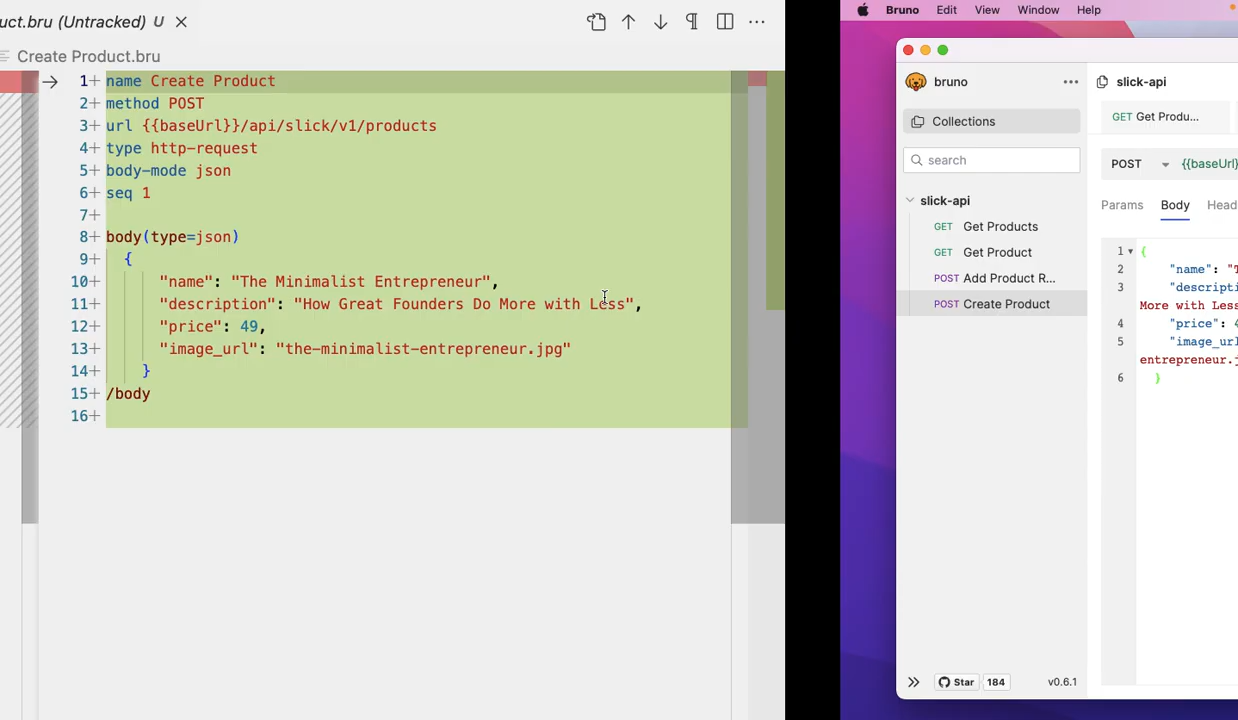 uct.bru (Untracked) U
Create Product.bru
1+ name Create Product
2+ method POST
3+ url {{baseUrl}}/api/slick/v1/products
4+ type http-request
5+ body-mode json
6+ seq 1
7+
8+ body(type=json)
9+ {
10+ "name": "The Minimalist Entrepreneur",
11+ "description": "How Great Founders Do More with Less",
12+ "price": 49,
13+ "image_url": "the-minimalist-entrepreneur.jpg"
14+ }
15+ /body
16+
Bruno Edit View Window Help
bruno
Collections
search
slick-api
GET Get Products
GET Get Product
POST Add Product R...
POST Create Product
Star 184 v0.6.1
slick-api
GET Get Produ...
POST {{baseUrl}
Params Body Head
1 {
2 "name": "T
3 "descripti
More with Less
4 "price": 4
5 "image_url
entrepreneur.j
6 }